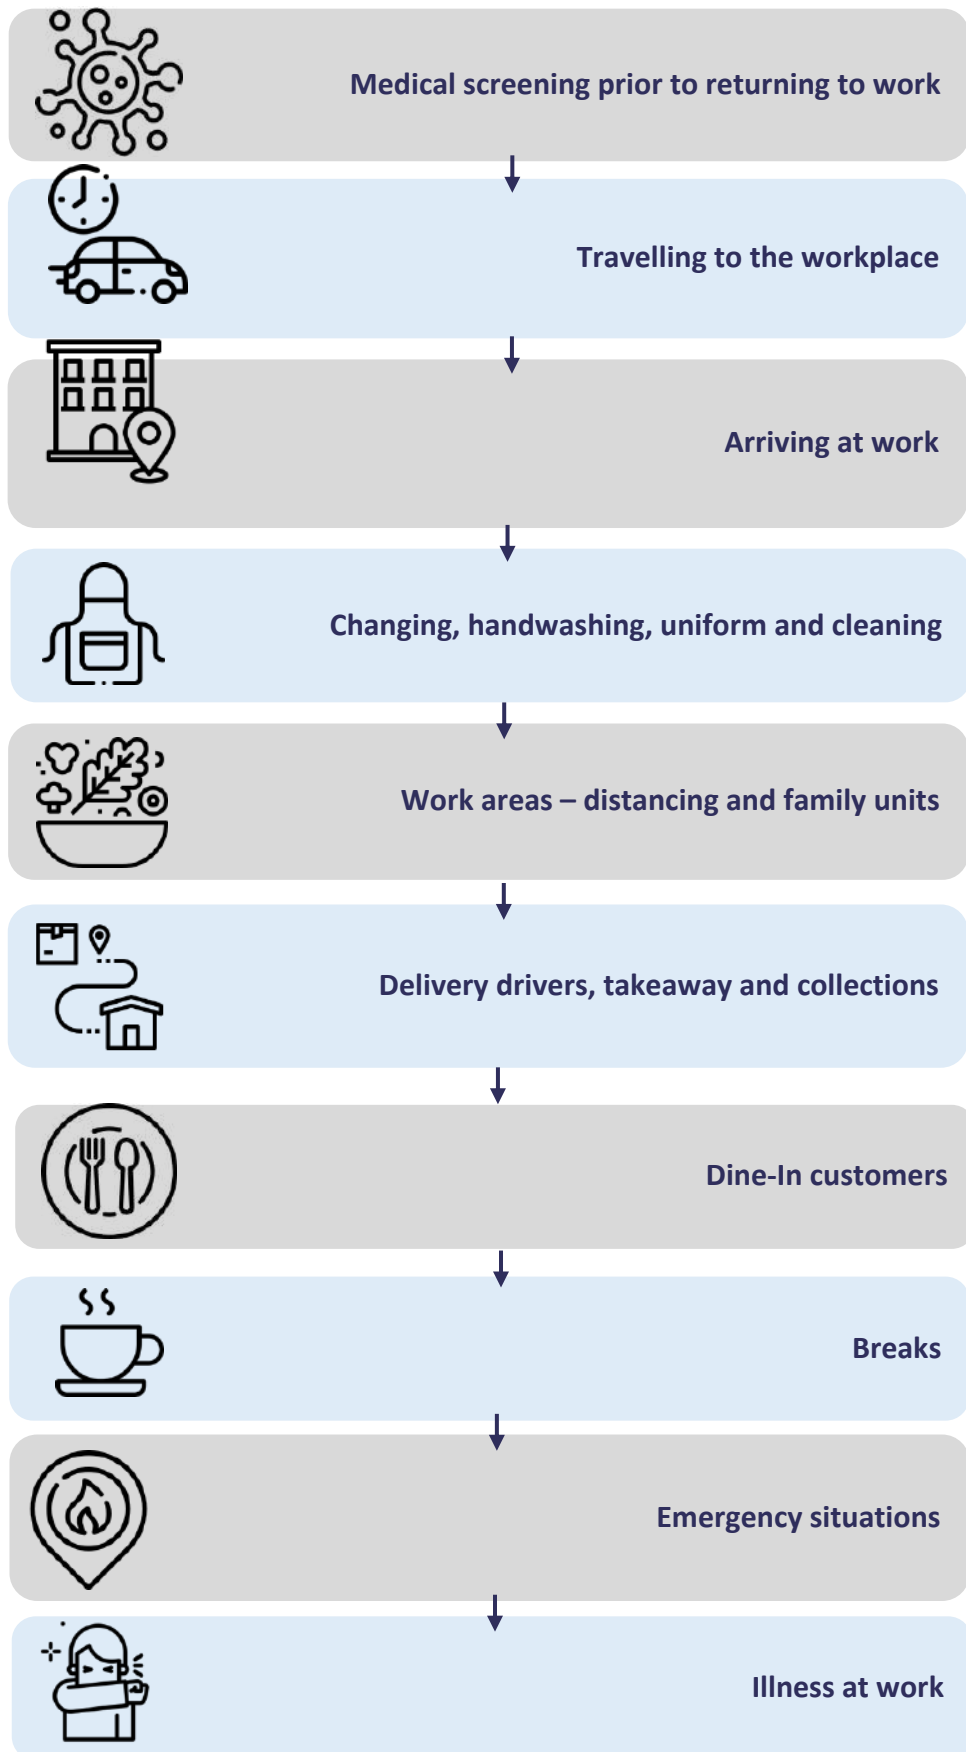 Medical screening prior to returning to work
Travelling to the workplace
Arriving at work
Changing, handwashing, uniform and cleaning
Work areas – distancing and family units
Delivery drivers, takeaway and collections
Dine-In customers
Breaks
Emergency situations
Illness at work